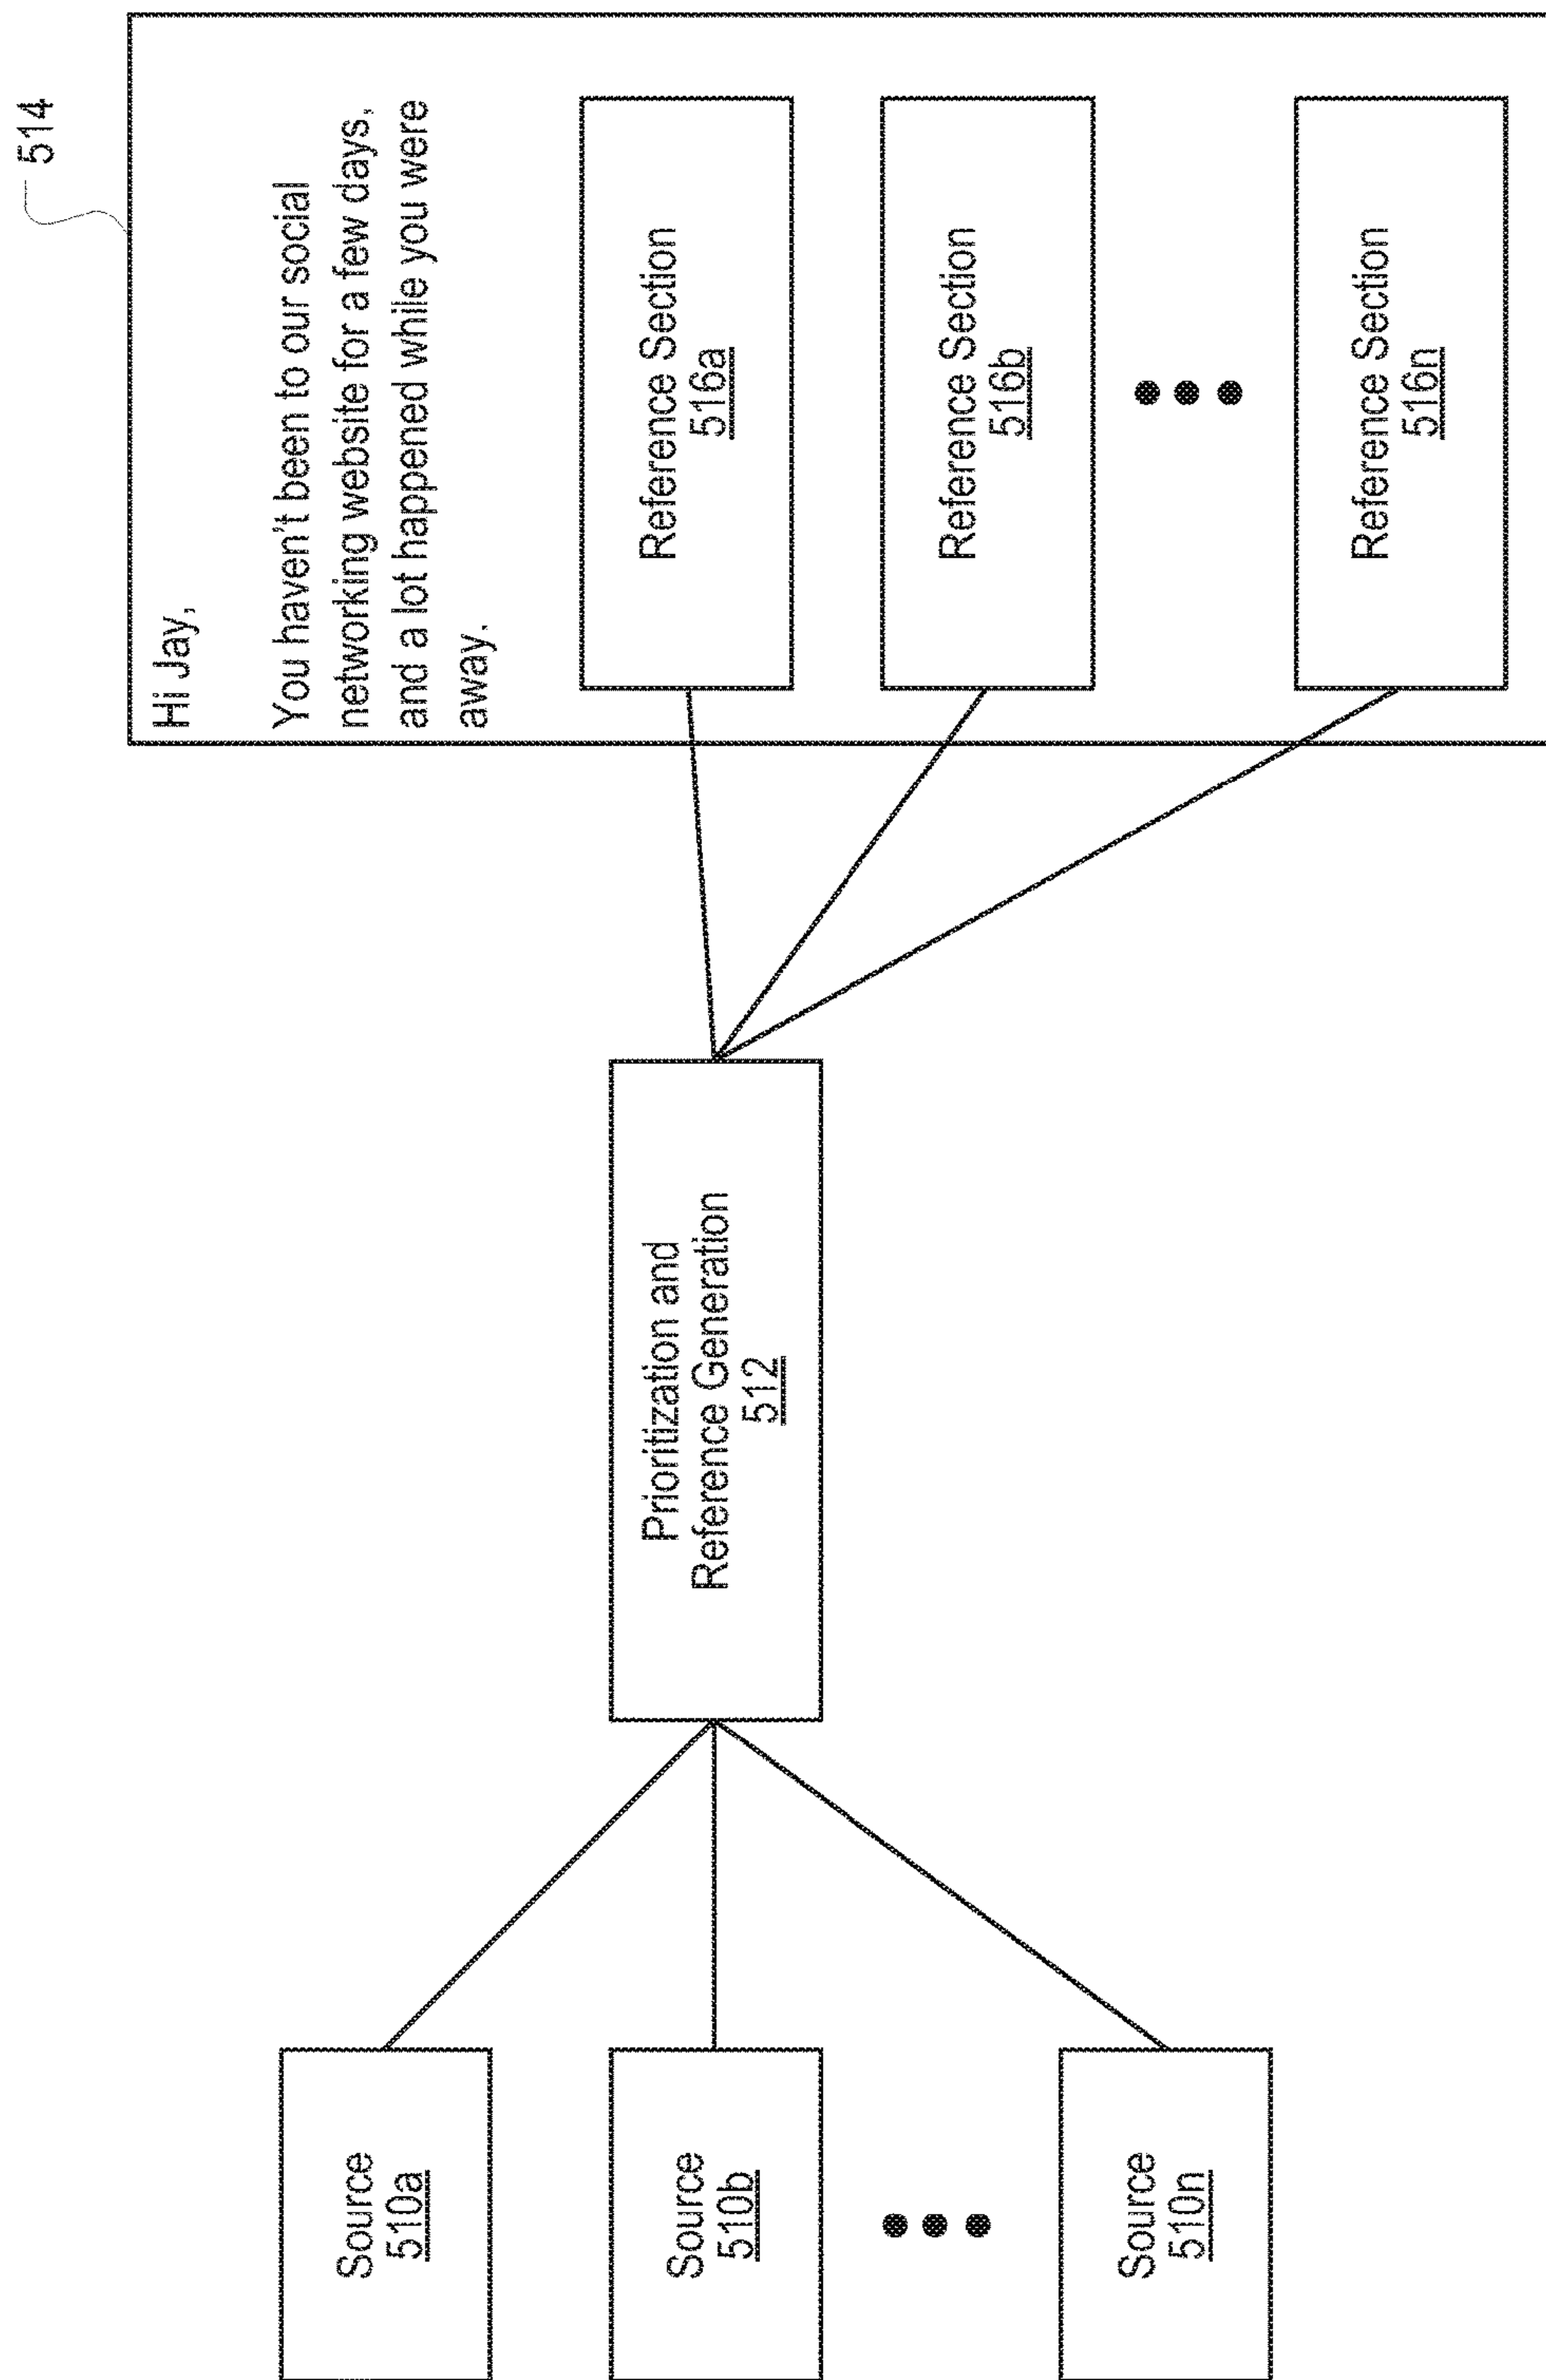 514
Hi Jay,
You haven't been to our social
networking website for a few days,
and a lot happened while you were
away.
Source
510a
Source
510b
Source
510n
Prioritization and
Reference Generation
512
Reference Section
516a
Reference Section
516b
Reference Section
516n